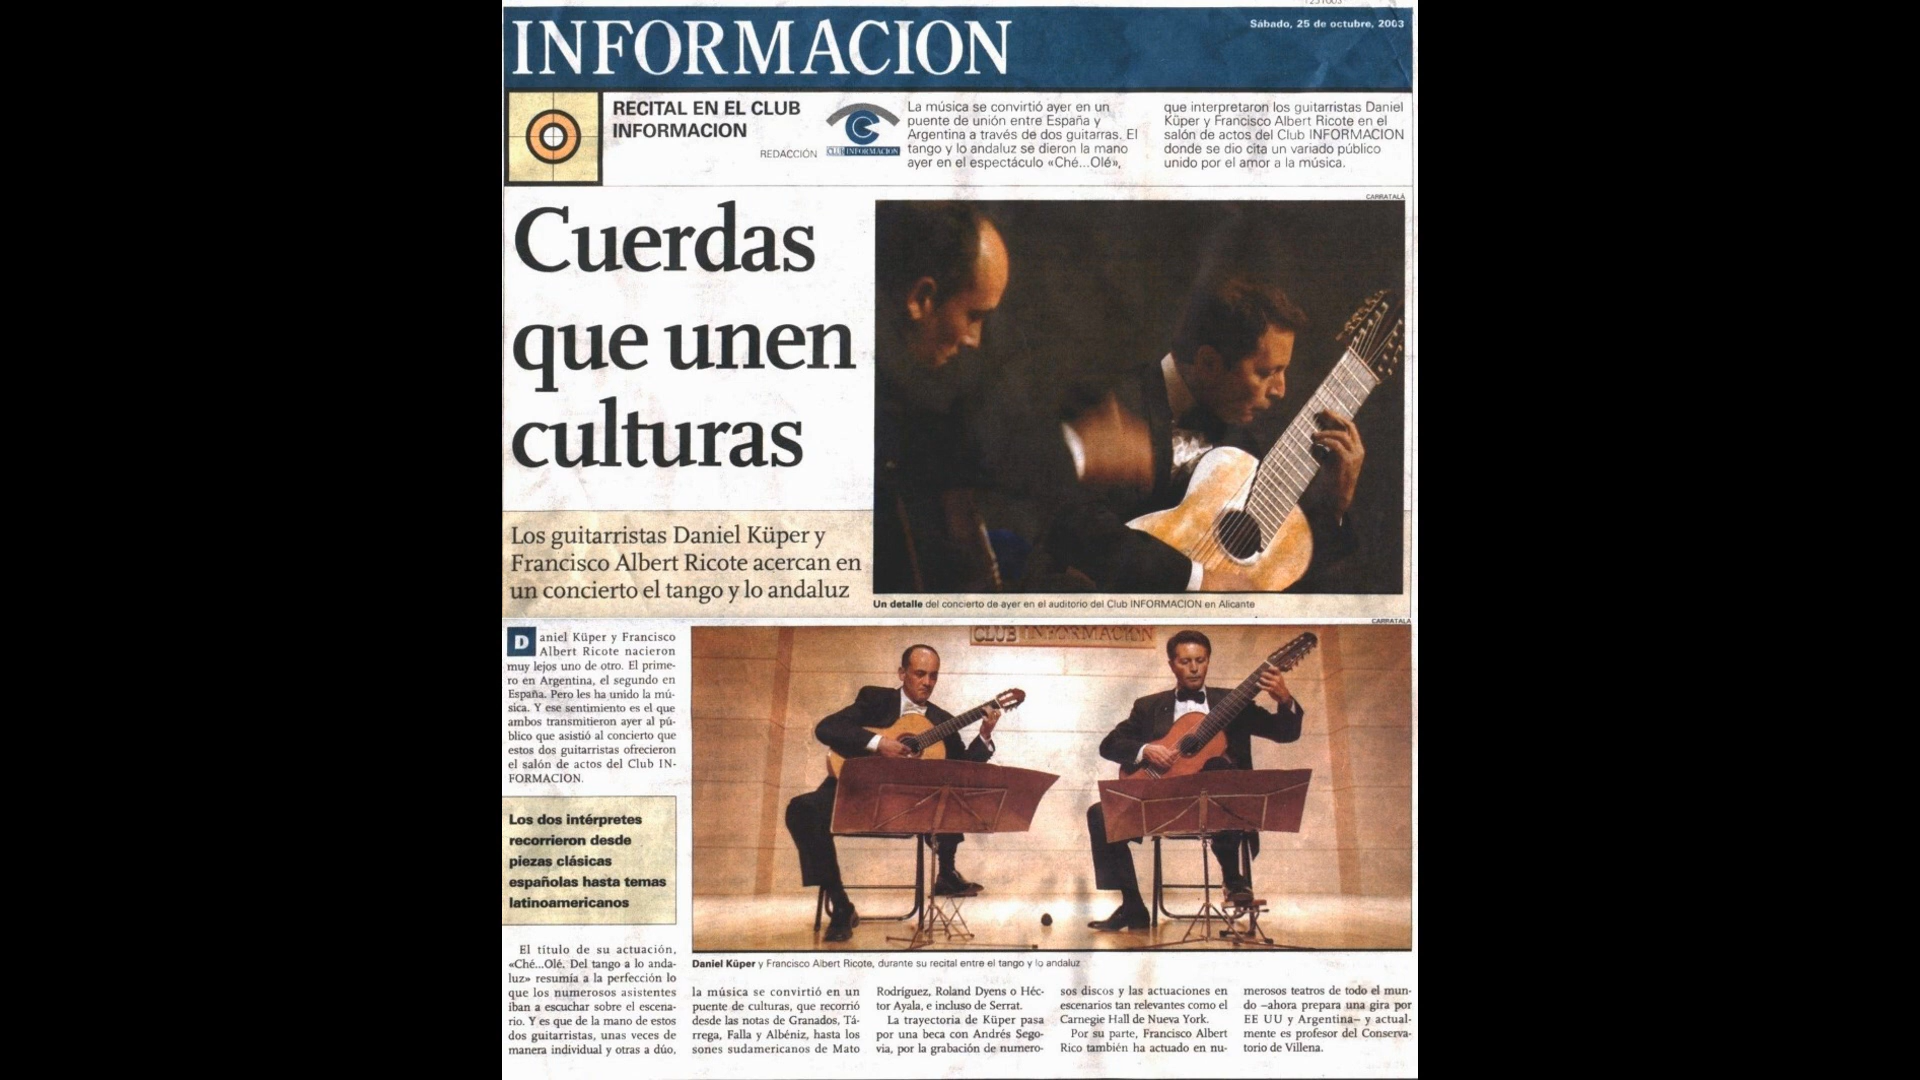 INFORMACION
Sábado, 25 de octubre, 2003
RECITAL EN EL CLUB
INFORMACION
REDACCIÓN
CLUB INFORMACION
La música se convirtió ayer en un
puente de unión entre España y
Argentina a través de dos guitarras. El
tango y lo andaluz se dieron la mano
ayer en el espectáculo «Ché...Olé»,
que interpretaron los guitarristas Daniel
Küper y Francisco Albert Ricote en el
salón de actos del Club INFORMACION
donde se dio cita un variado público
unido por el amor a la música.
Cuerdas
que unen
culturas
CARRATALÁ
Los guitarristas Daniel Küper y
Francisco Albert Ricote acercan en
un concierto el tango y lo andaluz
Un detalle del concierto de ayer en el auditorio del Club INFORMACION en Alicante
CARRATALÁ
CLUB INFORMACION
Daniel Küper y Francisco
Albert Ricote nacieron
muy lejos uno de otro. El prime-
ro en Argentina, el segundo en
España. Pero les ha unido la mú-
sica. Y ese sentimiento es el que
ambos transmitieron ayer al pú-
blico que asistió al concierto que
estos dos guitarristas ofrecieron
el salón de actos del Club IN-
FORMACION.
Los dos intérpretes
recorrieron desde
piezas clásicas
españolas hasta temas
latinoamericanos
Daniel Küper y Francisco Albert Ricote, durante su recital entre el tango y lo andaluz
El título de su actuación,
«Ché...Olé. Del tango a lo anda-
luz» resumía a la perfección lo
que los numerosos asistentes
iban a escuchar sobre el escena-
rio. Y es que de la mano de estos
dos guitarristas, unas veces de
manera individual y otras a dúo,
la música se convirtió en un
puente de culturas, que recorrió
desde las notas de Granados, Tá-
rrega, Falla y Albéniz, hasta los
sones sudamericanos de Mato
Rodríguez, Roland Dyens o Héc-
tor Ayala, e incluso de Serrat.
La trayectoria de Küper pasa
por una beca con Andrés Sego-
via, por la grabación de numero-
sos discos y las actuaciones en
escenarios tan relevantes como el
Carnegie Hall de Nueva York.
Por su parte, Francisco Albert
Rico también ha actuado en nu-
merosos teatros de todo el mun-
do –ahora prepara una gira por
EE UU y Argentina– y actual-
mente es profesor del Conserva-
torio de Villena.